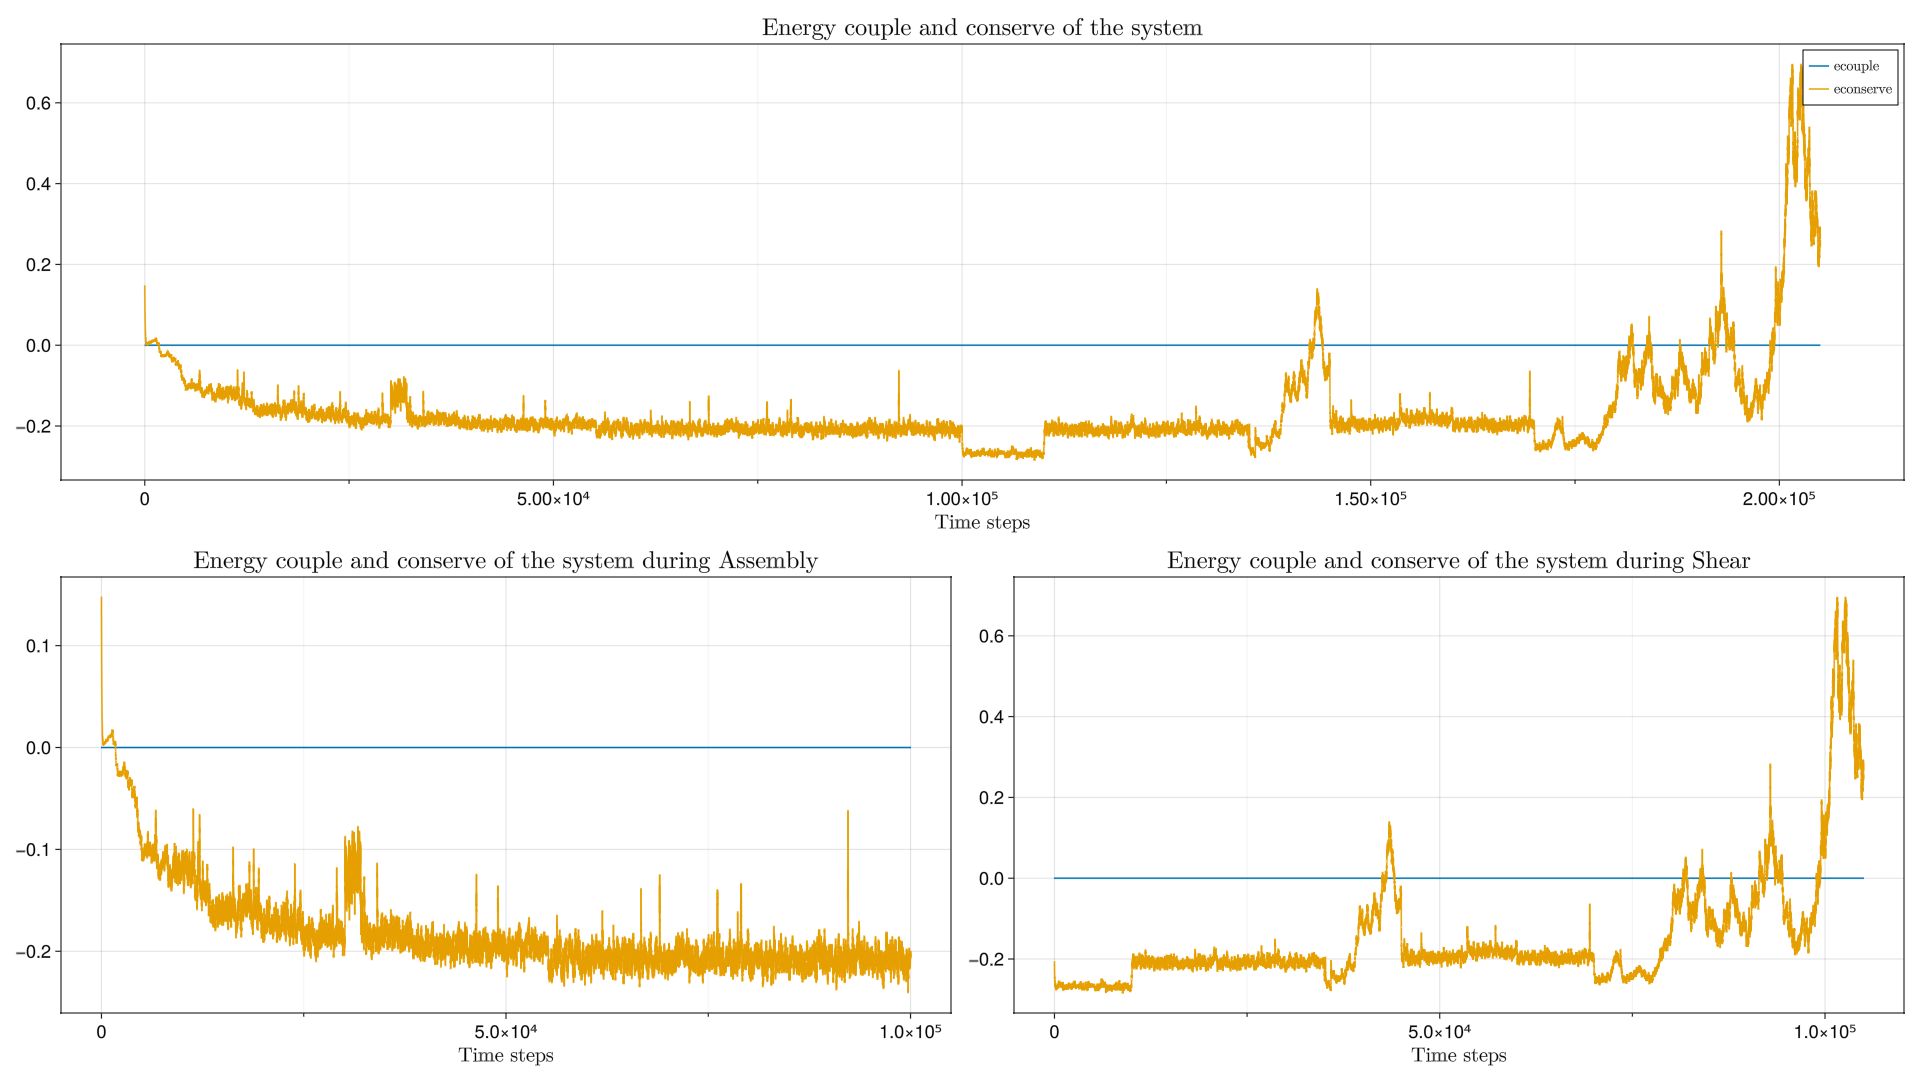 Energy couple and conserve of the system
ecouple
econserve
0.6
0.4
0.2
0.0
−0.2
0 5.00×10⁴ 1.00×10⁵ 1.50×10⁵ 2.00×10⁵
Time steps
Energy couple and conserve of the system during Assembly
0.1
0.0
−0.1
−0.2
0 5.0×10⁴ 1.0×10⁵
Time steps
Energy couple and conserve of the system during Shear
0.6
0.4
0.2
0.0
−0.2
0 5.0×10⁴ 1.0×10⁵
Time steps